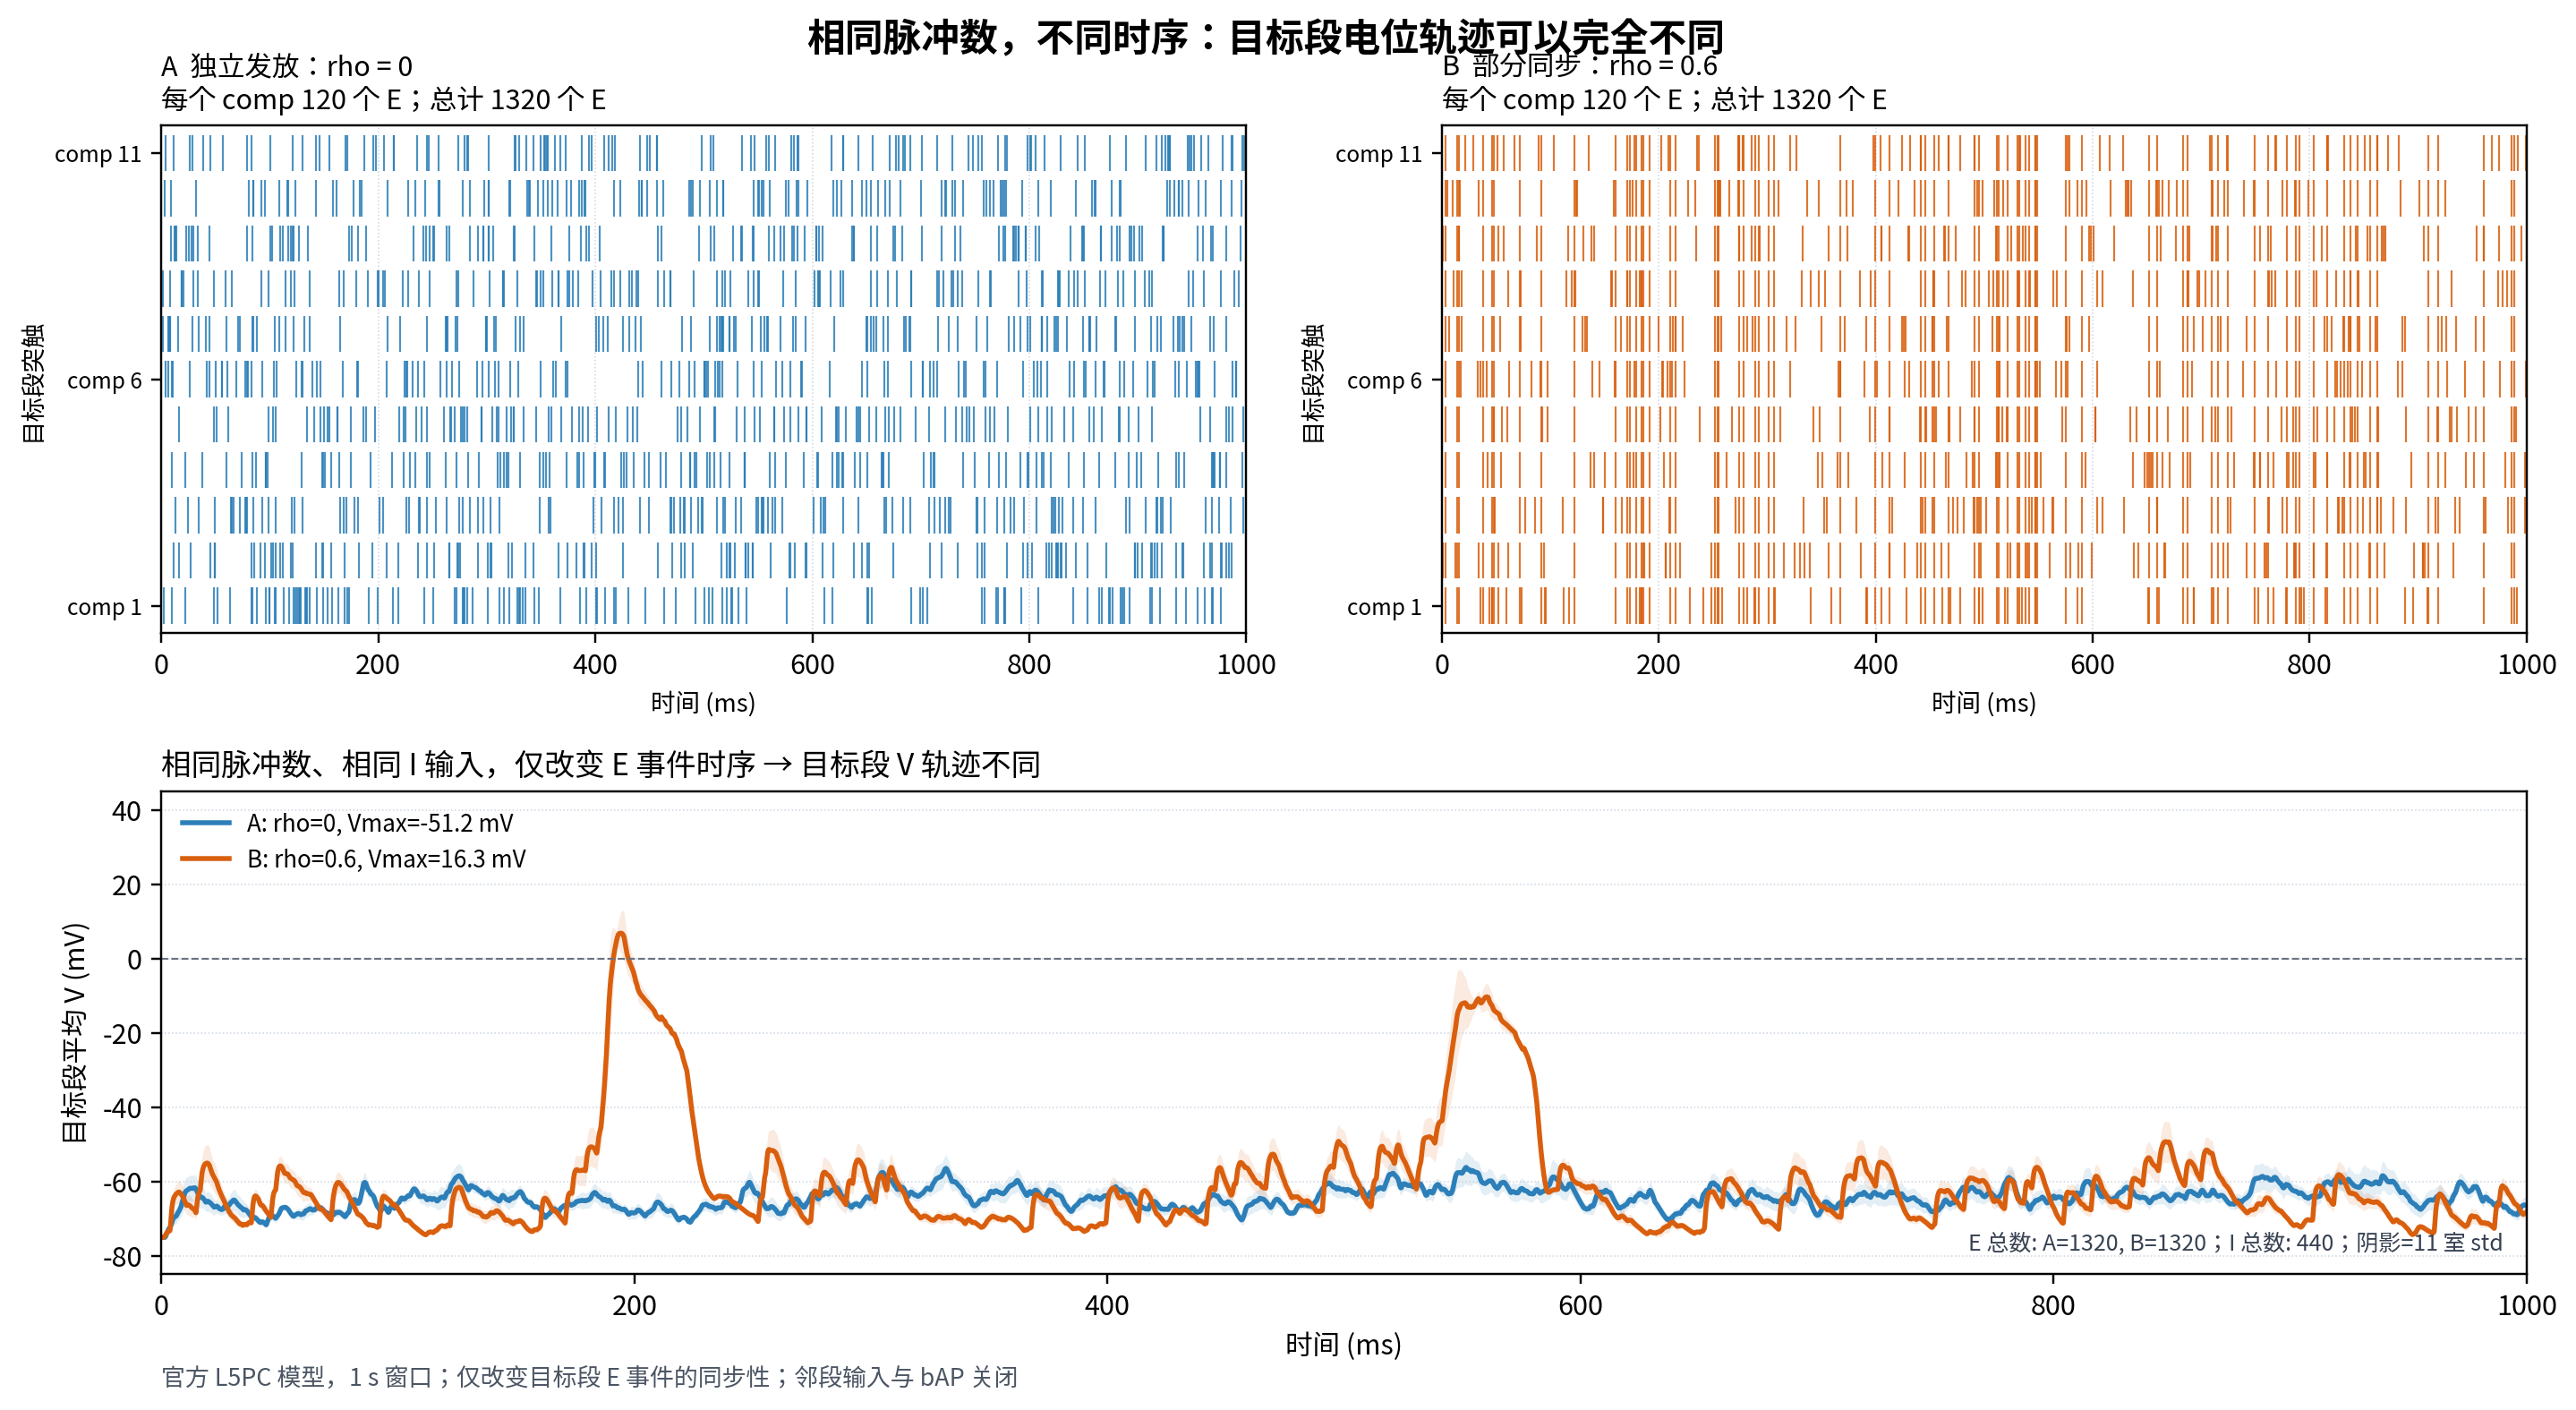 相同脉冲数，不同时序：目标段电位轨迹可以完全不同
A 独立发放：rho = 0
每个 comp 120 个 E；总计 1320 个 E
comp 11
comp 6
comp 1
目标段突触
0 200 400 600 800 1000
时间 (ms)
B 部分同步：rho = 0.6
每个 comp 120 个 E；总计 1320 个 E
comp 11
comp 6
comp 1
目标段突触
0 200 400 600 800 1000
时间 (ms)
相同脉冲数、相同 I 输入，仅改变 E 事件时序 → 目标段 V 轨迹不同
A: rho=0, Vmax=-51.2 mV
B: rho=0.6, Vmax=16.3 mV
40
20
0
-20
-40
-60
-80
目标段平均 V (mV)
E 总数: A=1320, B=1320；I 总数: 440；阴影=11 室 std
0 200 400 600 800 1000
时间 (ms)
官方 L5PC 模型，1 s 窗口；仅改变目标段 E 事件的同步性；邻段输入与 bAP 关闭